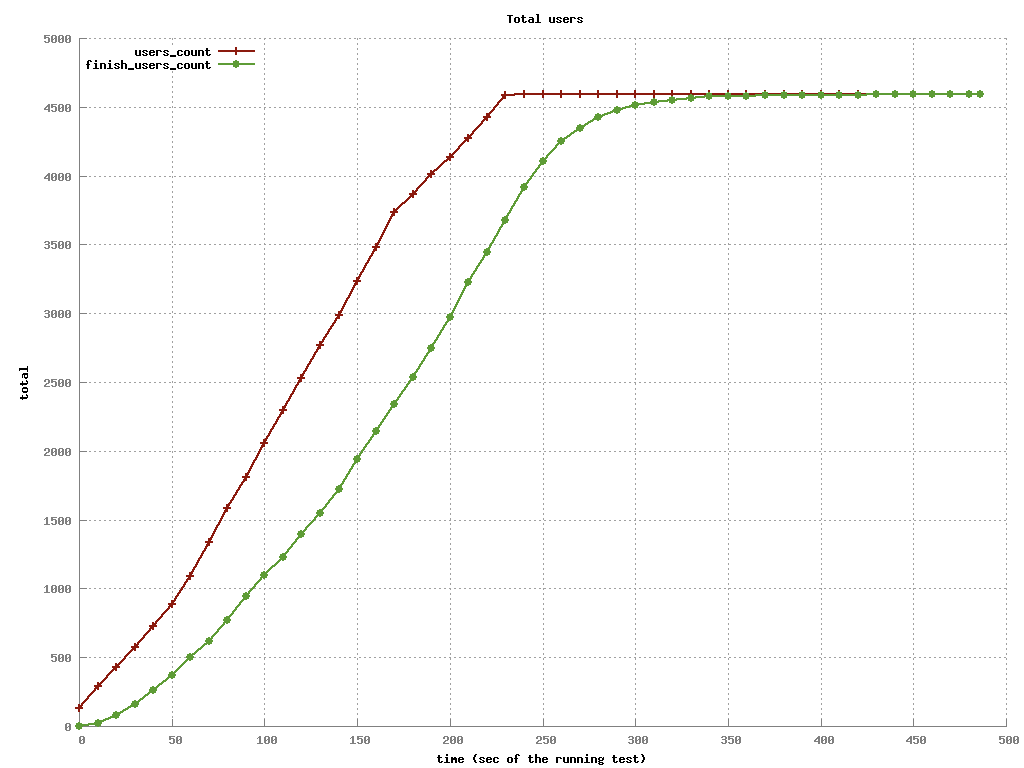 Total users
users_count
finish_users_count
5000
4500
4000
3500
3000
2500
2000
1500
1000
500
0
total
0 50 100 150 200 250 300 350 400 450 500
time (sec of the running test)